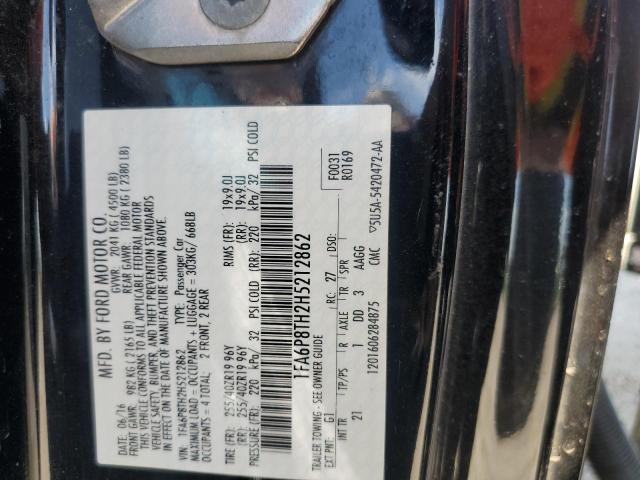 MFD. BY FORD MOTOR CO.
DATE: 06/16 GVWR: 2041 KG ( 4500 LB)
FRONT GAWR: 982 KG ( 2165 LB) REAR GAWR: 1080 KG ( 2380 LB)
THIS VEHICLE CONFORMS TO ALL APPLICABLE FEDERAL MOTOR
VEHICLE SAFETY, BUMPER, AND THEFT PREVENTION STANDARDS
IN EFFECT ON THE DATE OF MANUFACTURE SHOWN ABOVE.
VIN: 1FA6P8TH2H5212862 TYPE: Passenger Car
MAXIMUM LOAD = OCCUPANTS + LUGGAGE = 303KG/ 668LB
OCCUPANTS = 4 TOTAL: 2 FRONT, 2 REAR
TIRE (FR): 255/40ZR19 96Y RIMS (FR): 19x9.0J
(RR): 255/40ZR19 96Y (RR): 19x9.0J
PRESSURE (FR): 220 kPa/ 32 PSI COLD (RR): 220 kPa/ 32 PSI COLD
1FA6P8TH2H5212862
TRAILER TOWING - SEE OWNER GUIDE
EXT PNT: G1 RC: 27 DSO: F0031
R0169
INT TR TP/PS R AXLE TR SPR
21 1 DD 3 AAGG
1201606284875 CMC 5U5A-5420472-AA